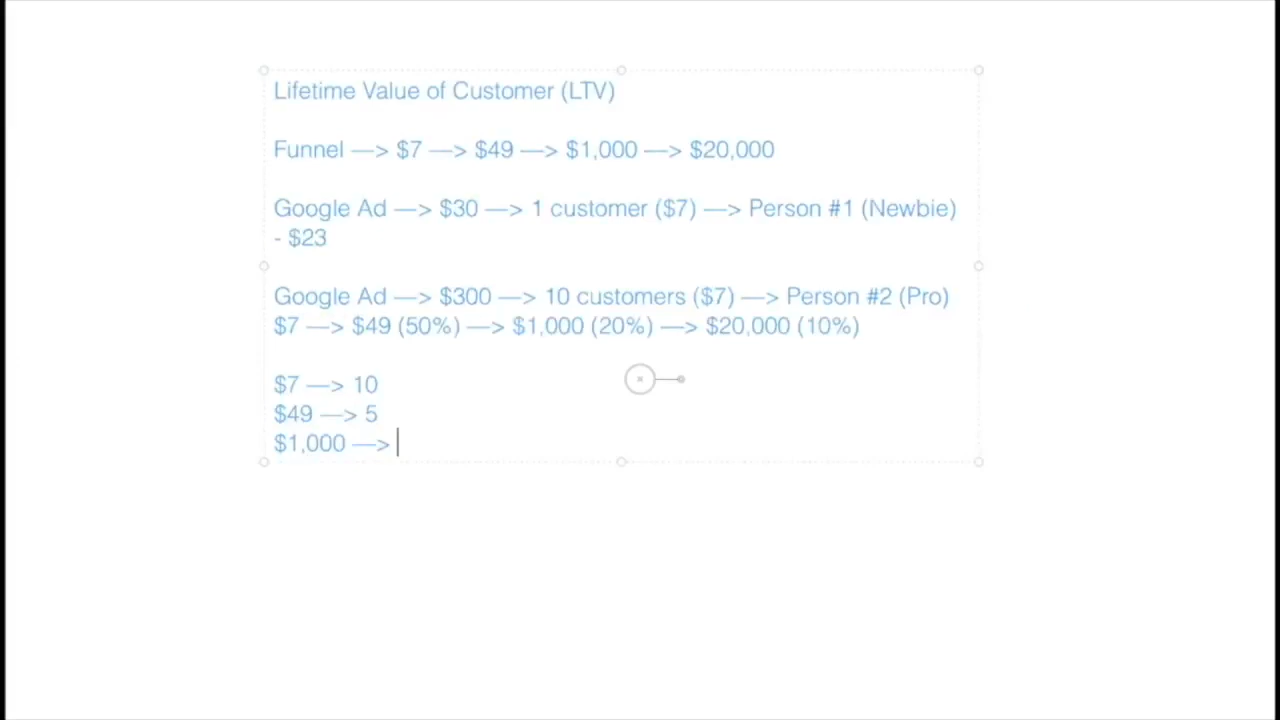 Lifetime Value of Customer (LTV)
Funnel —> $7 —> $49 —> $1,000 —> $20,000
Google Ad —> $30 —> 1 customer ($7) —> Person #1 (Newbie)
- $23
Google Ad —> $300 —> 10 customers ($7) —> Person #2 (Pro)
$7 —> $49 (50%) —> $1,000 (20%) —> $20,000 (10%)
$7 —> 10
$49 —> 5
$1,000 —>